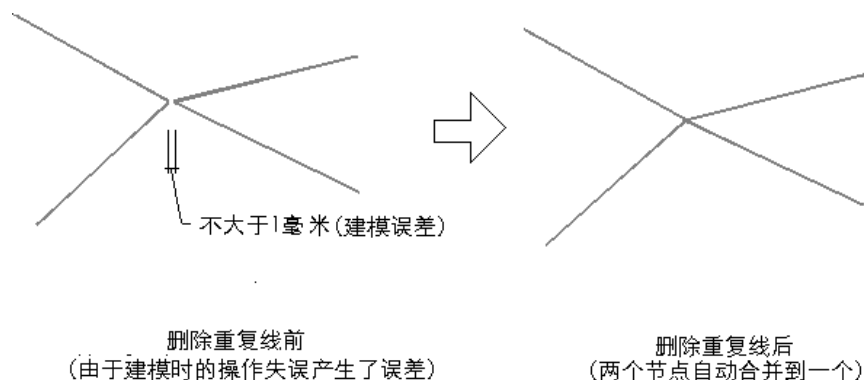 不大于1毫米(建模误差)
删除重复线前
(由于建模时的操作失误产生了误差)
删除重复线后
(两个节点自动合并到一个)